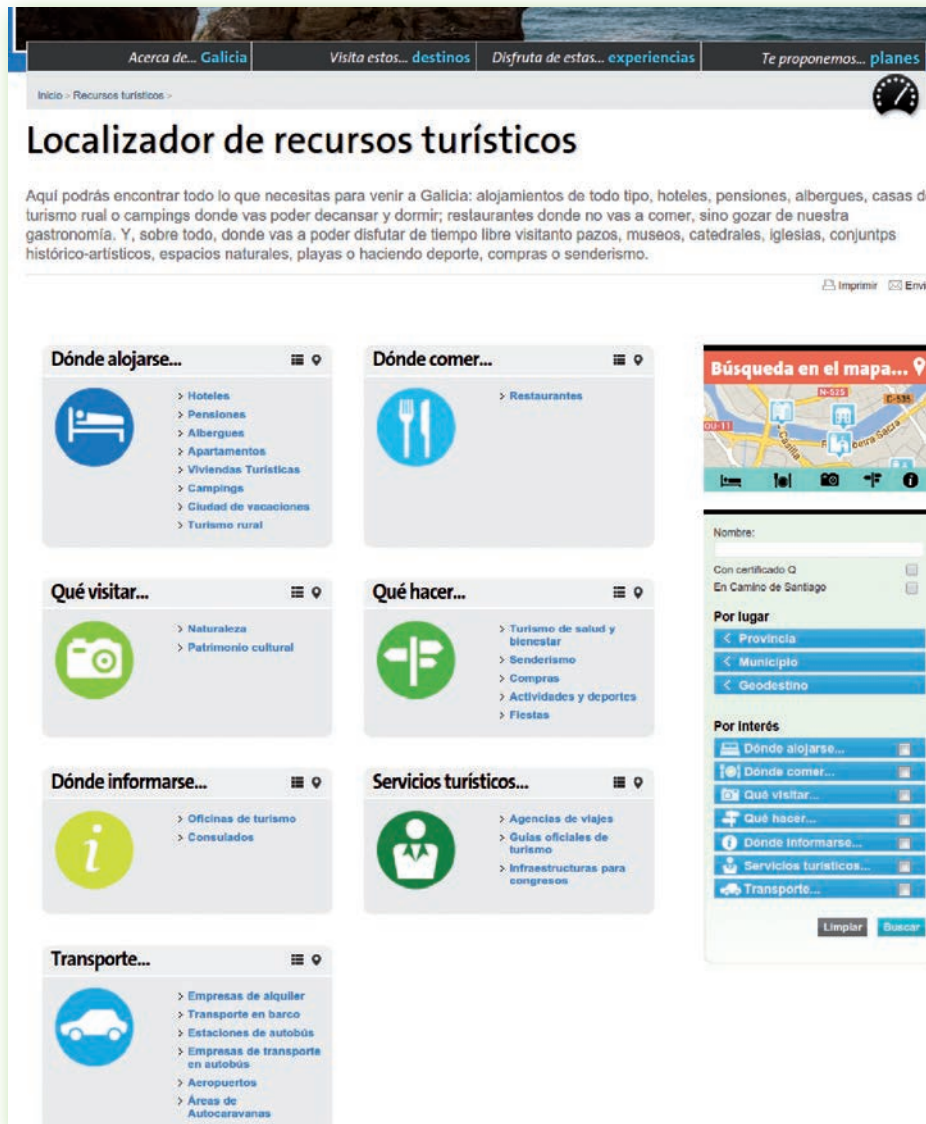 Acerca de... Galicia
Visita estos... destinos
Disfruta de estas... experiencias
Te proponemos... planes
Inicio > Recursos turísticos >
Localizador de recursos turísticos
Aquí podrás encontrar todo lo que necesitas para venir a Galicia: alojamientos de todo tipo, hoteles, pensiones, albergues, casas d
turismo rual o campings donde vas poder decansar y dormir; restaurantes donde no vas a comer, sino gozar de nuestra
gastronomía. Y, sobre todo, donde vas a poder disfutar de tiempo libre visitanto pazos, museos, catedrales, iglesias, conjuntps
histórico-artísticos, espacios naturales, playas o haciendo deporte, compras o senderismo.
Imprimir
Envi
Dónde alojarse...
> Hoteles
> Pensiones
> Albergues
> Apartamentos
> Viviendas Turísticas
> Campings
> Ciudad de vacaciones
> Turismo rural
Dónde comer...
> Restaurantes
Qué visitar...
> Naturaleza
> Patrimonio cultural
Qué hacer...
> Turismo de salud y
bienestar
> Senderismo
> Compras
> Actividades y deportes
> Fiestas
Dónde informarse...
> Oficinas de turismo
> Consulados
Servicios turísticos...
> Agencias de viajes
> Guías oficiales de
turismo
> Infraestructuras para
congresos
Transporte...
> Empresas de alquiler
> Transporte en barco
> Estaciones de autobús
> Empresas de transporte
en autobús
> Aeropuertos
> Áreas de
Autocaravanas
Búsqueda en el mapa...
N-525
C-535
OU-11
Casilla
beira Sacra
Nombre:
Con certificado Q
En Camino de Santiago
Por lugar
< Provincia
< Municipio
< Geodestino
Por interés
Dónde alojarse...
Dónde comer...
Qué visitar...
Qué hacer...
Dónde informarse...
Servicios turísticos...
Transporte...
Limpiar
Buscar